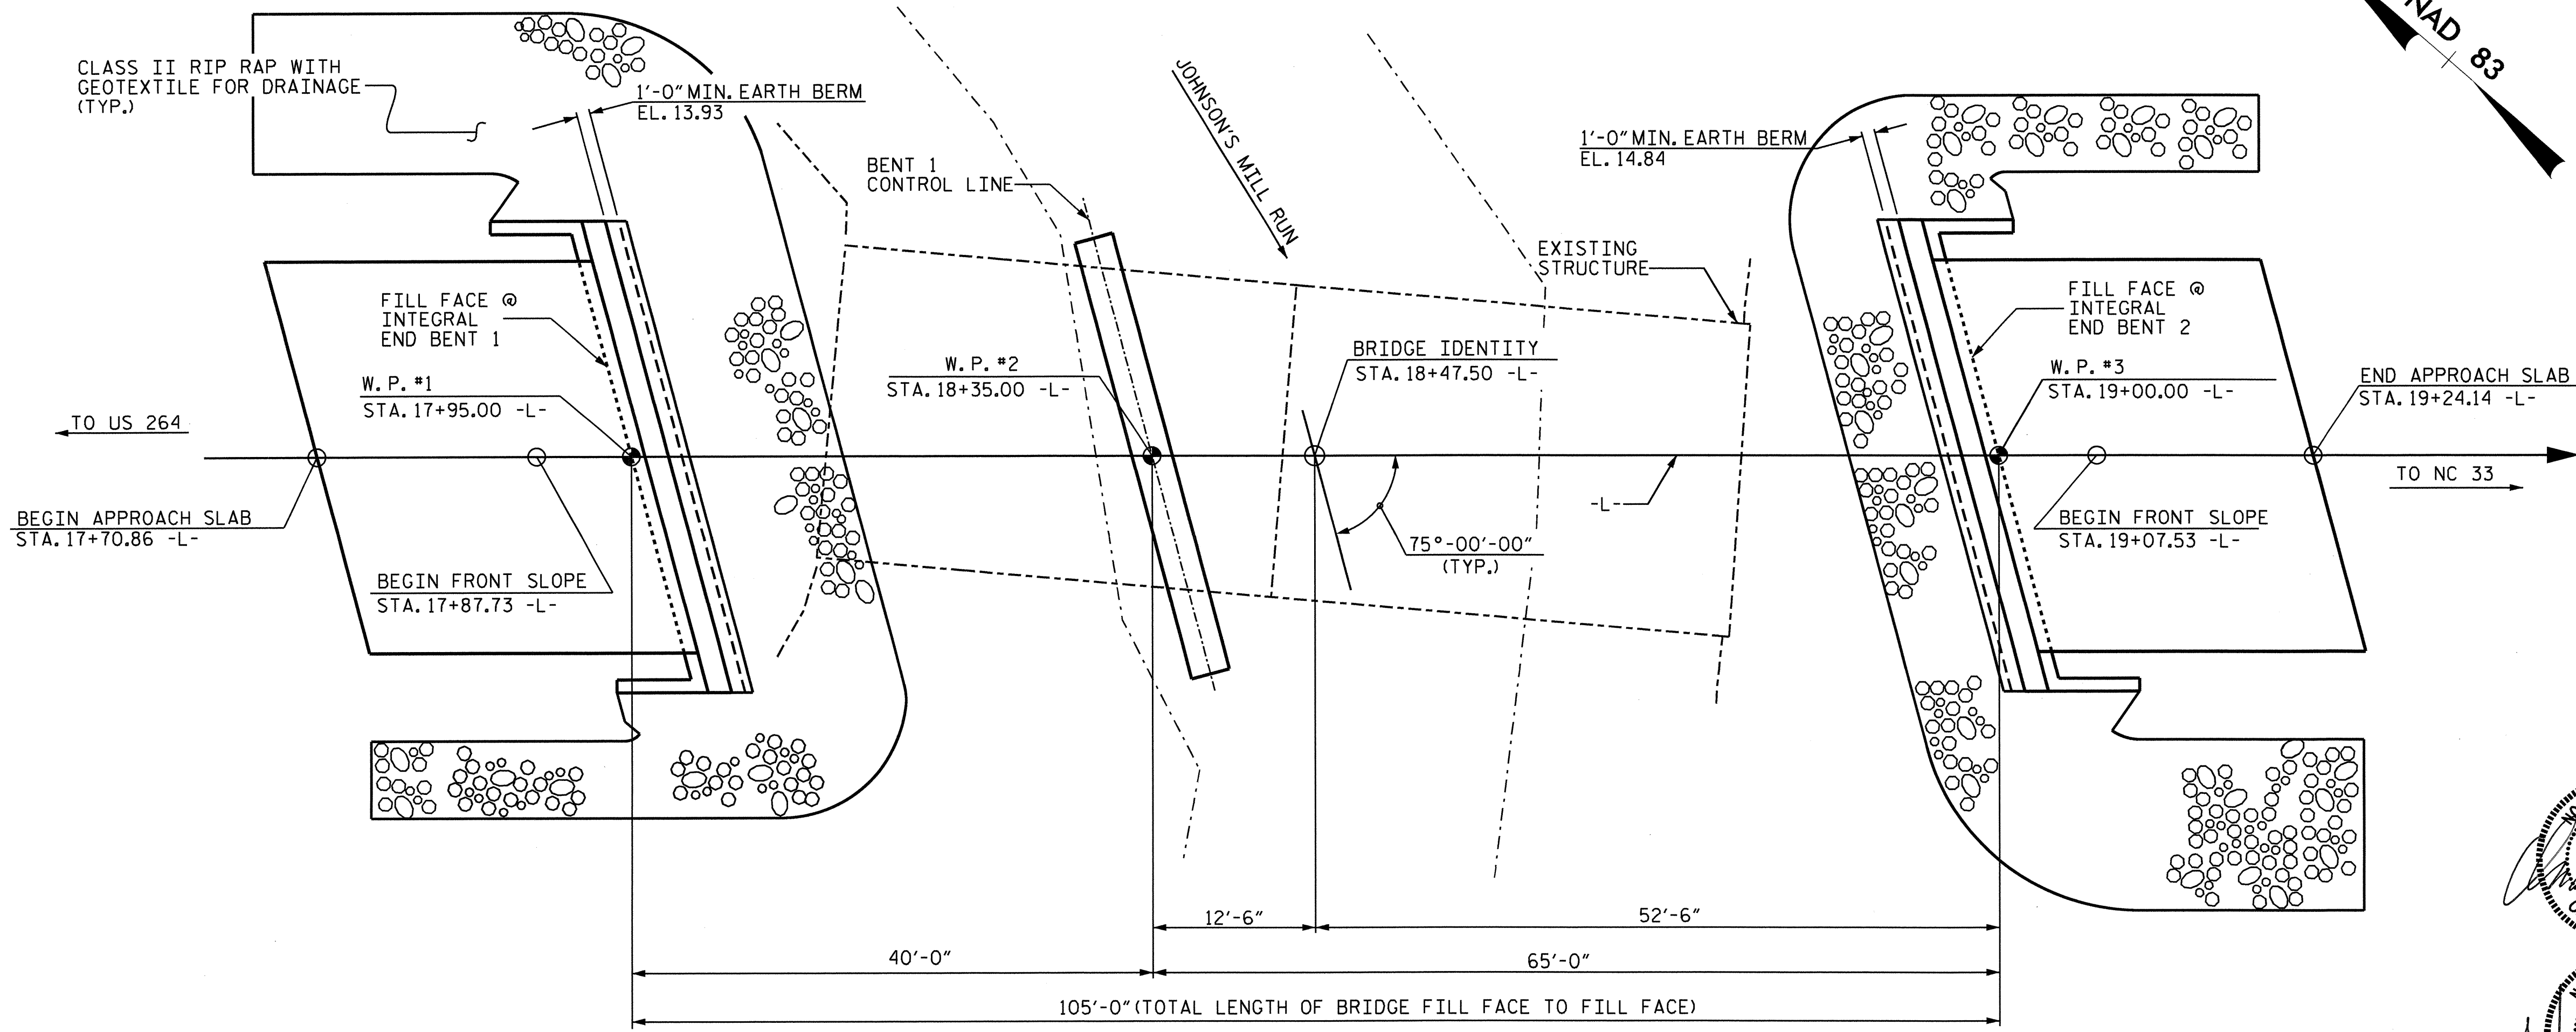 NAD 83
CLASS II RIP RAP WITH
GEOTEXTILE FOR DRAINAGE
(TYP.)
1'-0" MIN. EARTH BERM
EL. 13.93
BENT 1
CONTROL LINE
JOHNSON'S MILL RUN
1'-0" MIN. EARTH BERM
EL. 14.84
EXISTING
STRUCTURE
FILL FACE @
INTEGRAL
END BENT 1
FILL FACE @
INTEGRAL
END BENT 2
W.P. #1
STA. 17+95.00 -L-
W.P. #2
STA. 18+35.00 -L-
BRIDGE IDENTITY
STA. 18+47.50 -L-
W.P. #3
STA. 19+00.00 -L-
END APPROACH SLAB
STA. 19+24.14 -L-
TO US 264
TO NC 33
-L-
BEGIN APPROACH SLAB
STA. 17+70.86 -L-
BEGIN FRONT SLOPE
STA. 17+87.73 -L-
75°-00'-00"
(TYP.)
BEGIN FRONT SLOPE
STA. 19+07.53 -L-
12'-6"
52'-6"
40'-0"
65'-0"
105'-0" (TOTAL LENGTH OF BRIDGE FILL FACE TO FILL FACE)